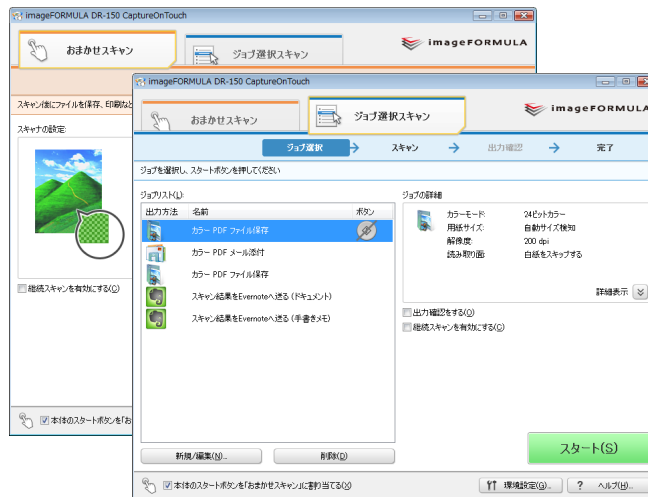 imageFORMULA DR-150 CaptureOnTouch
おまかせスキャン
ジョブ選択スキャン
imageFORMULA
スキャン後にファイルを保存、印刷など
スキャナの設定:
継続スキャンを有効にする(C)
本体のスタートボタンを「お
imageFORMULA DR-150 CaptureOnTouch
おまかせスキャン
ジョブ選択スキャン
imageFORMULA
ジョブ選択
スキャン
出力確認
完了
ジョブを選択し、スタートボタンを押してください
ジョブリスト(L):
出力方法 名前 ボタン
カラー PDF ファイル保存
カラー PDF メール添付
カラー PDF ファイル保存
スキャン結果をEvernoteへ送る (ドキュメント)
スキャン結果をEvernoteへ送る (手書きメモ)
新規/編集(N)...
削除(D)
ジョブの詳細
カラーモード: 24ビットカラー
用紙サイズ: 自動サイズ検知
解像度: 200 dpi
読み取り面: 白紙をスキップする
詳細表示
出力確認をする(O)
継続スキャンを有効にする(C)
スタート(S)
本体のスタートボタンを「おまかせスキャン」に割り当てる(X)
環境設定(G)...
? ヘルプ(H)...